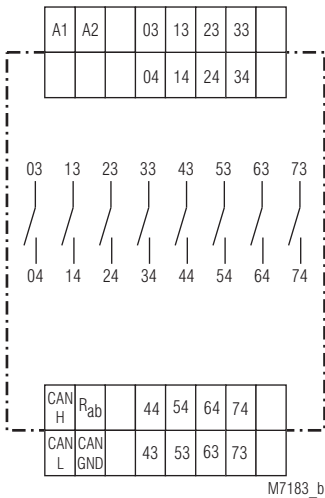 A1 A2 03 13 23 33
04 14 24 34
03 13 23 33 43 53 63 73
04 14 24 34 44 54 64 74
CAN H Rab 44 54 64 74
CAN L CAN GND 43 53 63 73
M7183_b